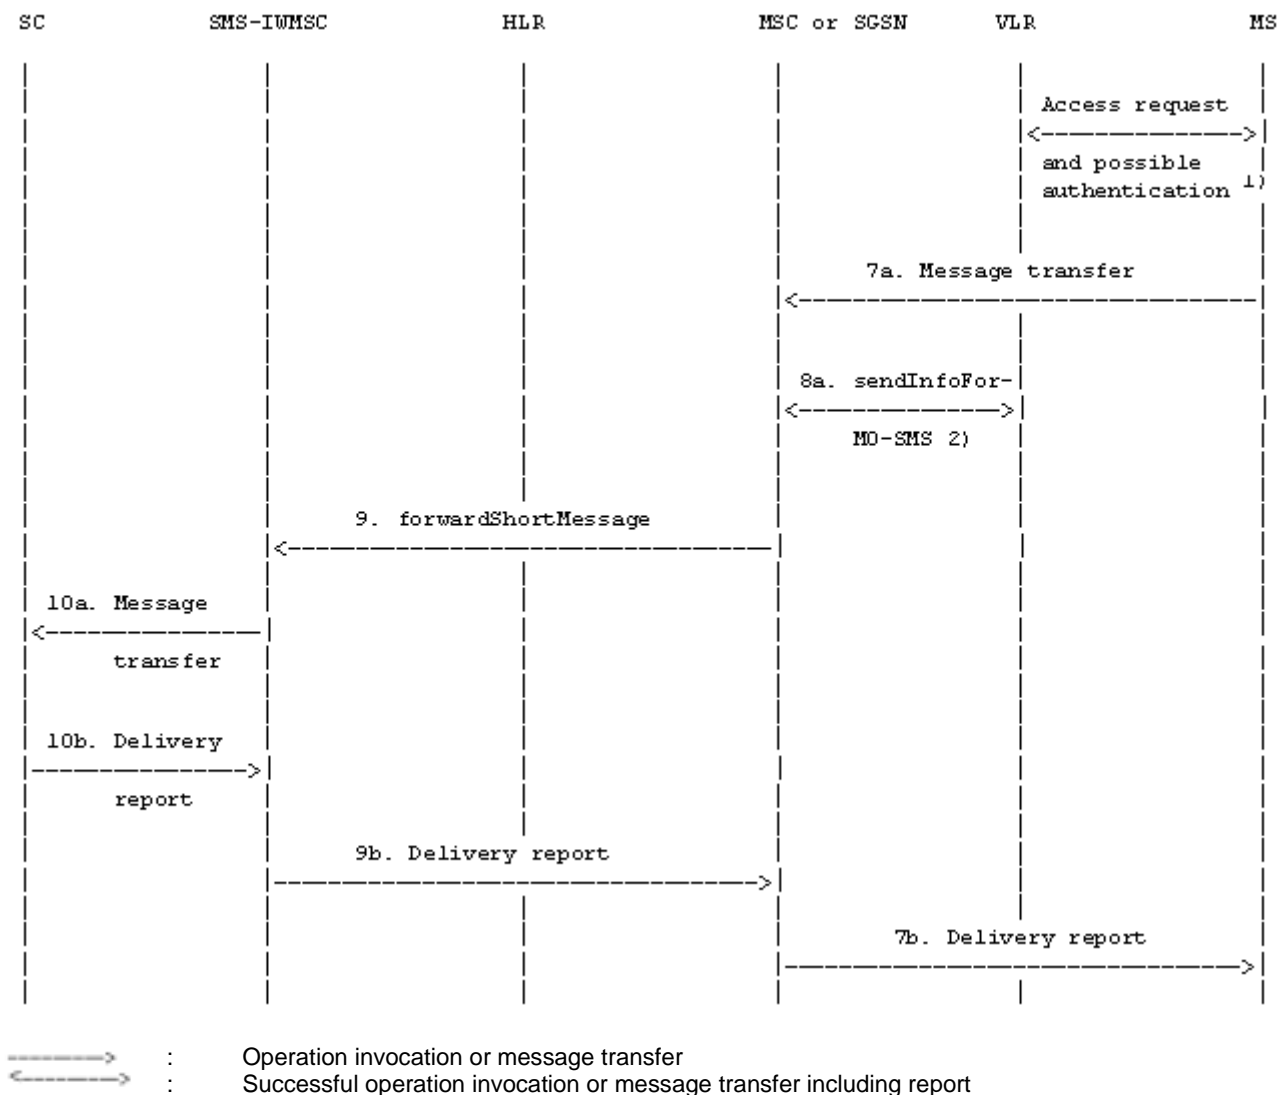 SC SMS-IWMSC HLR MSC or SGSN VLR MS
Access request
and possible
authentication 1)
7a. Message transfer
8a. sendInfoFor-
MO-SMS 2)
9. forwardShortMessage
10a. Message
transfer
10b. Delivery
report
9b. Delivery report
7b. Delivery report
: Operation invocation or message transfer
: Successful operation invocation or message transfer including report